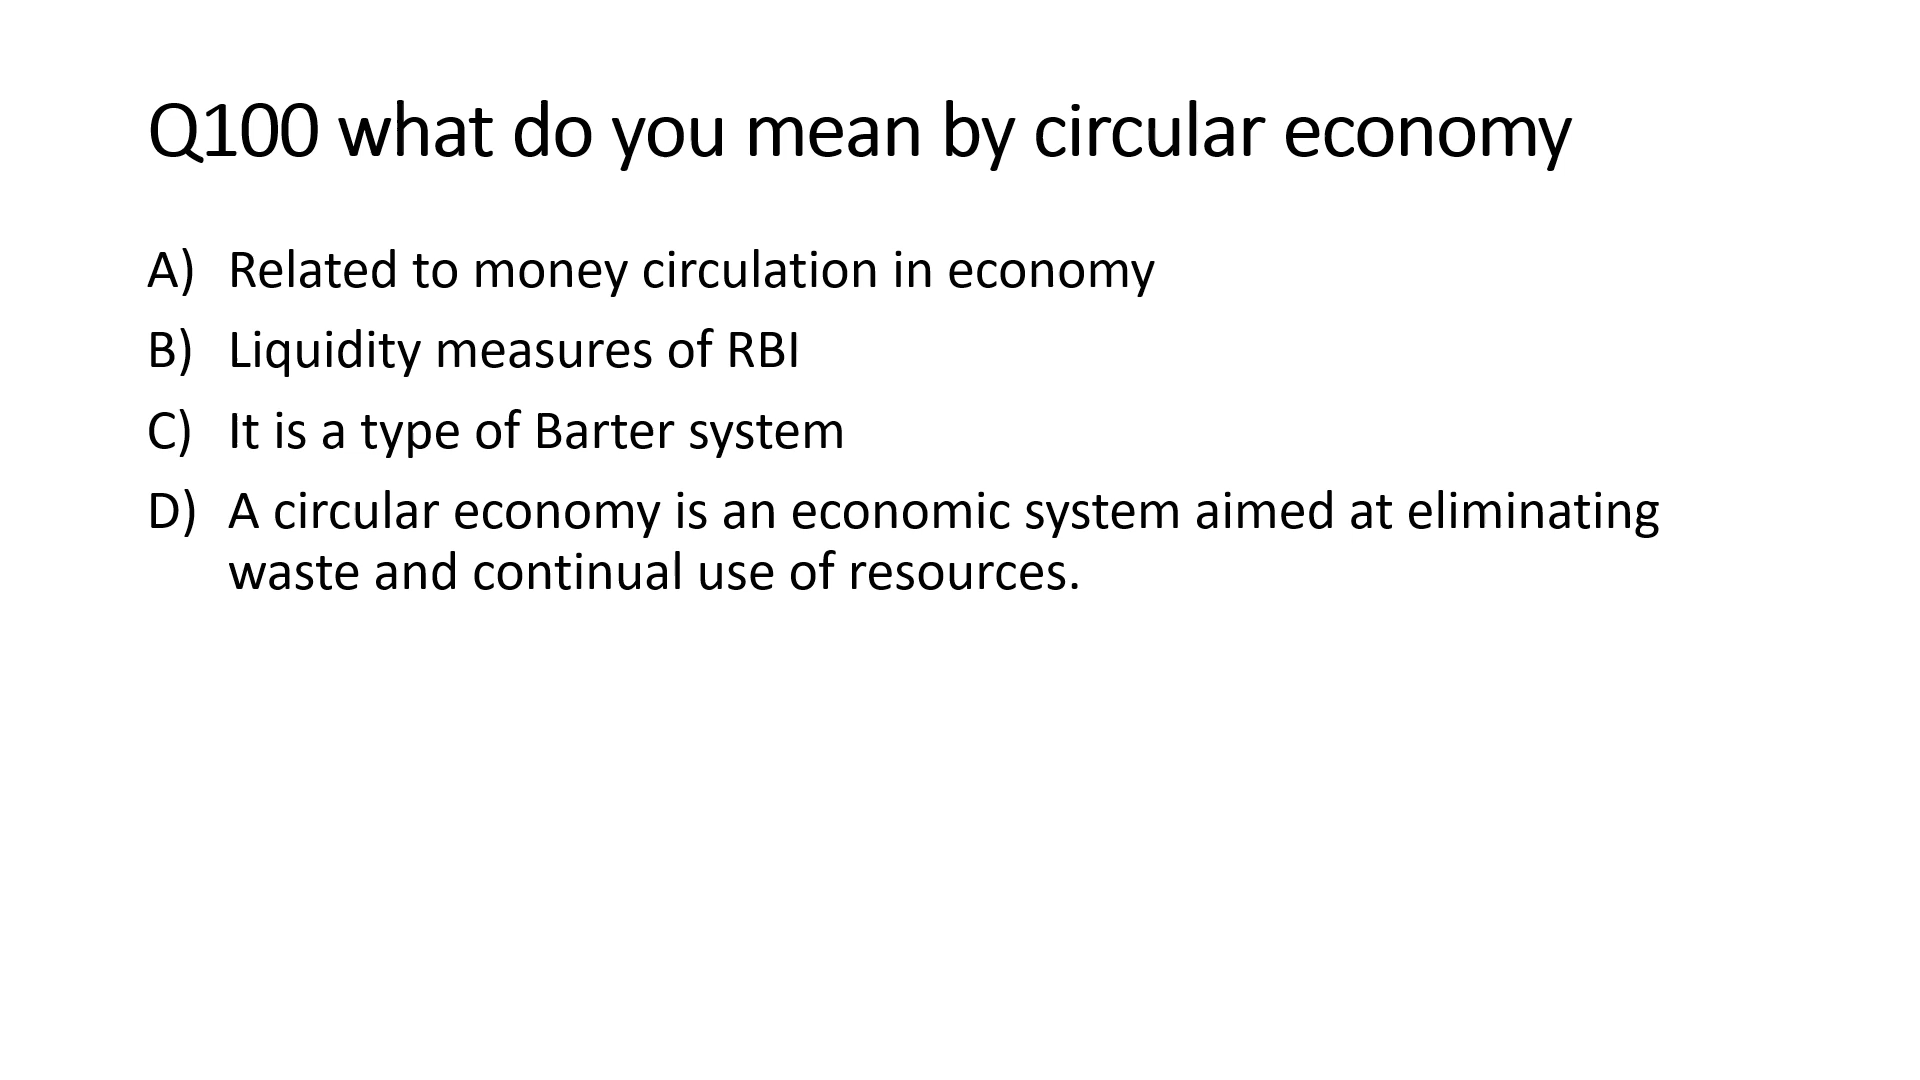 Q100 what do you mean by circular economy
A) Related to money circulation in economy
B) Liquidity measures of RBI
C) It is a type of Barter system
D) A circular economy is an economic system aimed at eliminating
waste and continual use of resources.